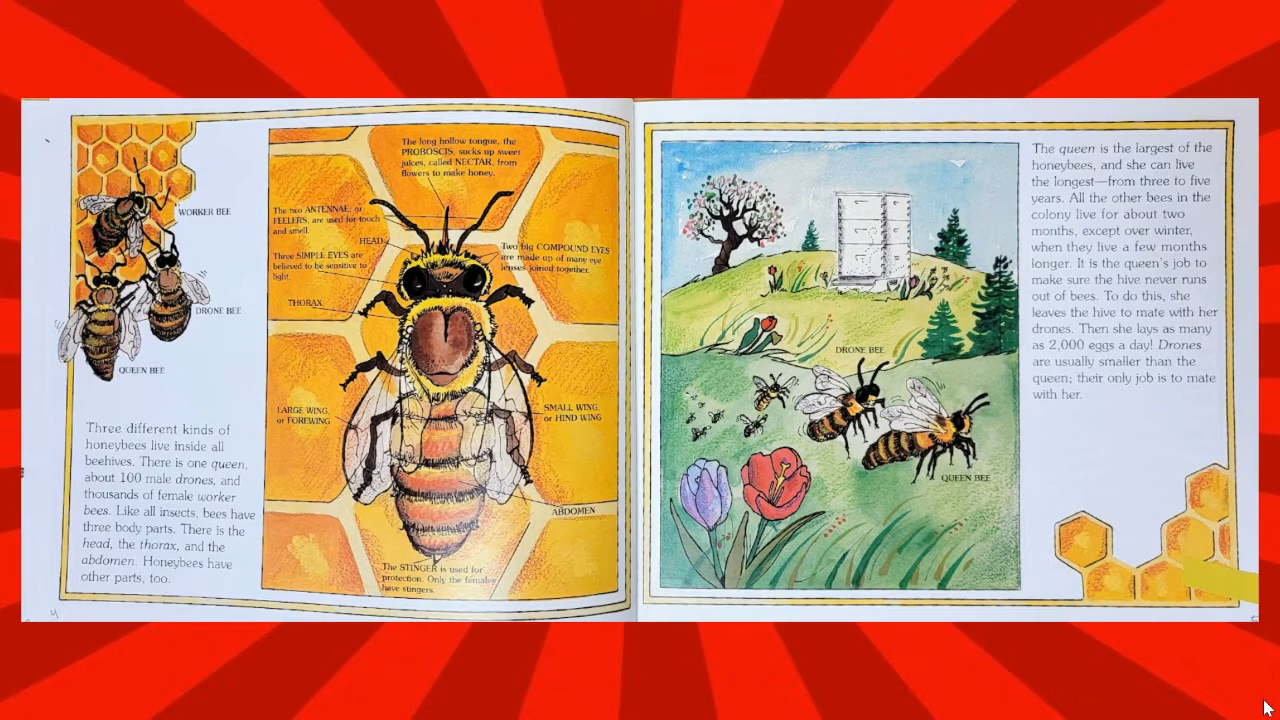 WORKER BEE
DRONE BEE
QUEEN BEE
Three different kinds of
honeybees live inside all
beehives. There is one queen,
about 100 male drones, and
thousands of female worker
bees. Like all insects, bees have
three body parts. There is the
head, the thorax, and the
abdomen. Honeybees have
other parts, too.
4
The long hollow tongue, the
PROBOSCIS, sucks up sweet
juices, called NECTAR, from
flowers to make honey.
The two ANTENNAE, or
FEELERS, are used for touch
and smell.
HEAD
Three SIMPLE EYES are
believed to be sensitive to
light.
Two big COMPOUND EYES
are made up of many eye
lenses joined together.
THORAX
LARGE WING,
or FOREWING
SMALL WING,
or HIND WING
ABDOMEN
The STINGER is used for
protection. Only the females
have stingers.
DRONE BEE
QUEEN BEE
The queen is the largest of the
honeybees, and she can live
the longest—from three to five
years. All the other bees in the
colony live for about two
months, except over winter,
when they live a few months
longer. It is the queen's job to
make sure the hive never runs
out of bees. To do this, she
leaves the hive to mate with her
drones. Then she lays as many
as 2,000 eggs a day! Drones
are usually smaller than the
queen; their only job is to mate
with her.